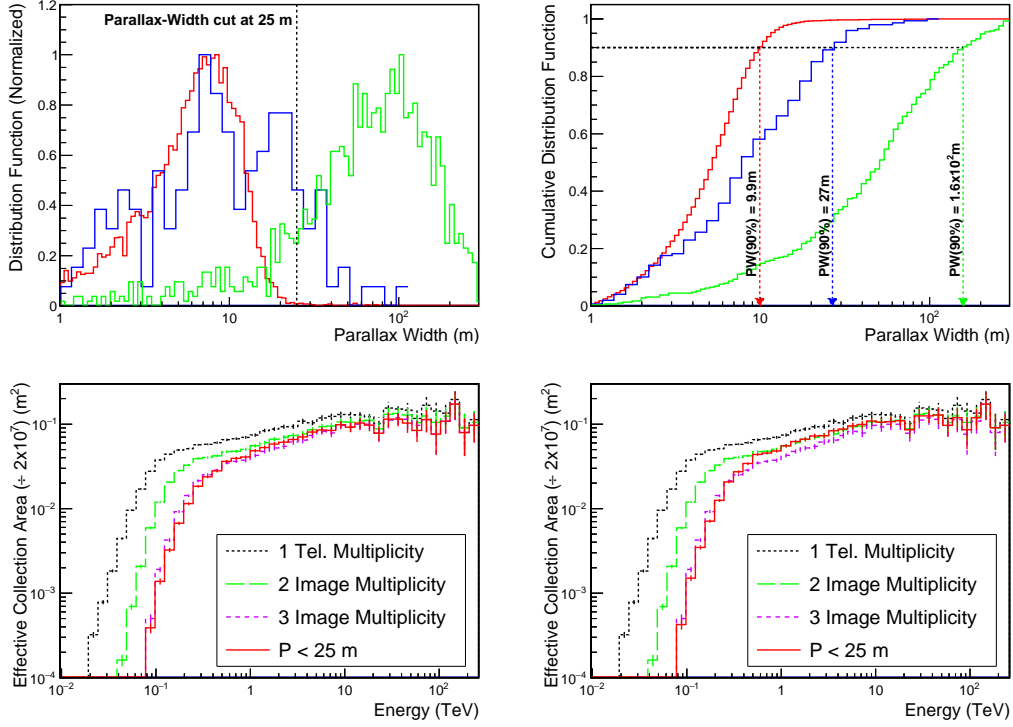 Distribution Function (Normalized)
1.2
1
0.8
0.6
0.4
0.2
0
Parallax-Width cut at 25 m
1
10
10²
Parallax Width (m)
Cumulative Distribution Function
1
0.8
0.6
0.4
0.2
0
PW(90%) = 9.9m
PW(90%) = 27m
PW(90%) = 1.6x10²m
1
10
10²
Parallax Width (m)
Effective Collection Area (÷ 2x10⁷) (m²)
10⁻¹
10⁻²
10⁻³
10⁻⁴
1 Tel. Multiplicity
2 Image Multiplicity
3 Image Multiplicity
P < 25 m
10⁻²
10⁻¹
1
10
10²
Energy (TeV)
Effective Collection Area (÷ 2x10⁷) (m²)
10⁻¹
10⁻²
10⁻³
10⁻⁴
1 Tel. Multiplicity
2 Image Multiplicity
3 Image Multiplicity
P < 25 m
10⁻²
10⁻¹
1
10
10²
Energy (TeV)